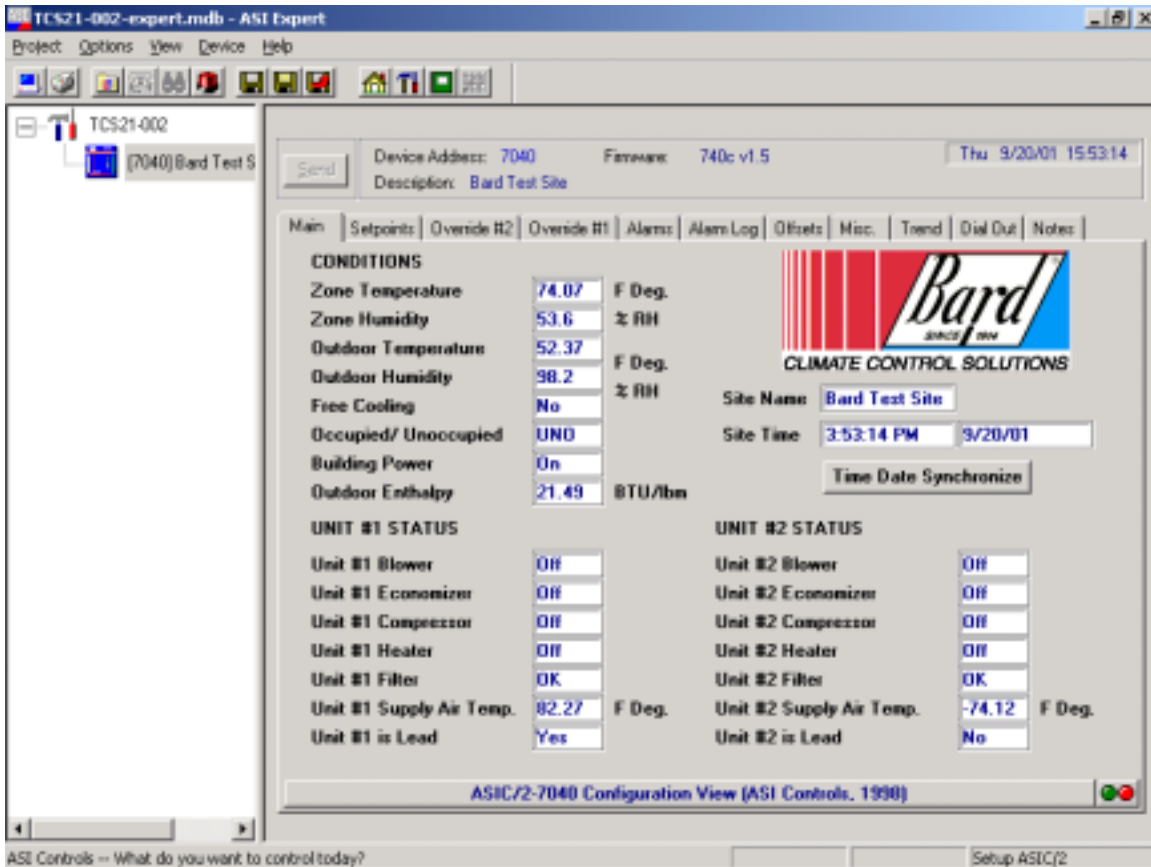 TCS21-002-expert.mdb - ASI Expert
Project Options View Device Help
TCS21-002
[7040] Bard Test S
Send
Device Address: 7040 Firmware: 740c v1.5
Thu 9/20/01 15:53:14
Description: Bard Test Site
Main Setpoints Override #2 Override #1 Alarms Alarm Log Offsets Misc. Trend Dial Out Notes
CONDITIONS
Zone Temperature 74.07 F Deg.
Zone Humidity 53.6 % RH
Outdoor Temperature 52.37 F Deg.
Outdoor Humidity 98.2 % RH
Free Cooling No
Occupied/ Unoccupied UNO
Building Power On
Outdoor Enthalpy 21.49 BTU/lbm
Bard
SINCE 1914
CLIMATE CONTROL SOLUTIONS
Site Name Bard Test Site
Site Time 3:53:14 PM 9/20/01
Time Date Synchronize
UNIT #1 STATUS
Unit #1 Blower Off
Unit #1 Economizer Off
Unit #1 Compressor Off
Unit #1 Heater Off
Unit #1 Filter OK
Unit #1 Supply Air Temp. 82.27 F Deg.
Unit #1 is Lead Yes
UNIT #2 STATUS
Unit #2 Blower Off
Unit #2 Economizer Off
Unit #2 Compressor Off
Unit #2 Heater Off
Unit #2 Filter OK
Unit #2 Supply Air Temp. -74.12 F Deg.
Unit #2 is Lead No
ASIC/2-7040 Configuration View (ASI Controls, 1998)
ASI Controls -- What do you want to control today?
Setup ASIC/2